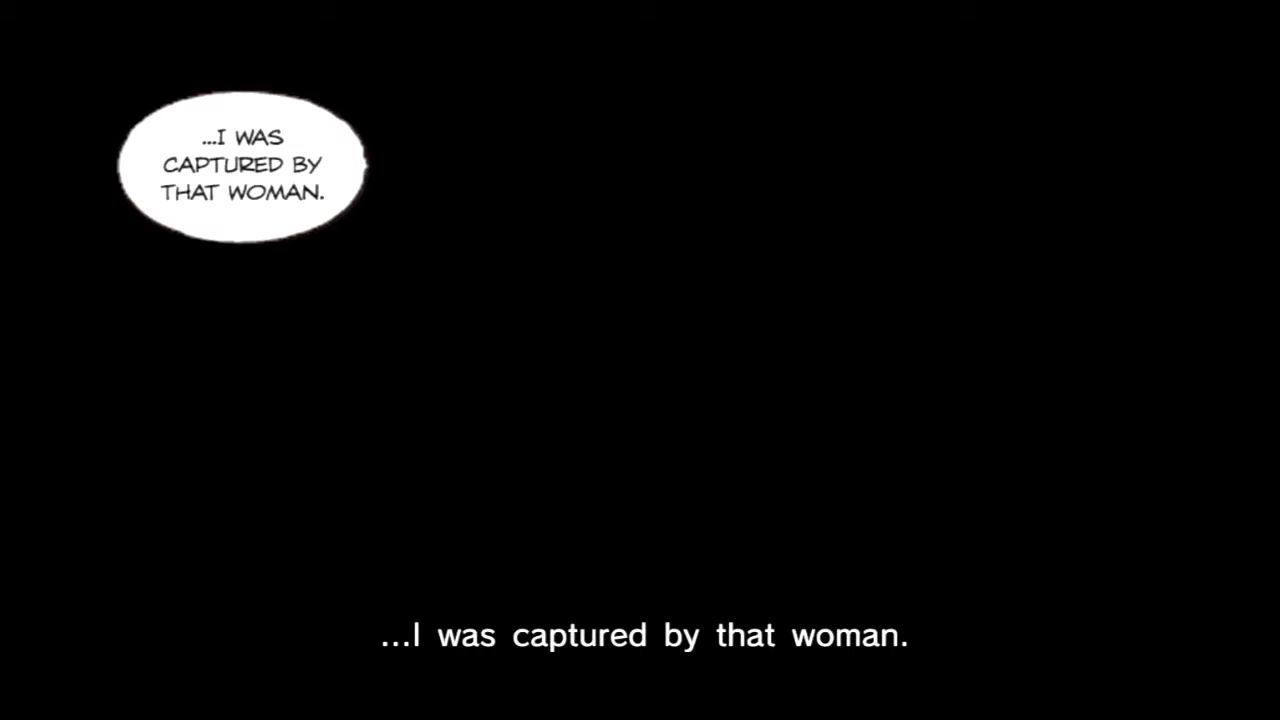 ...I WAS
CAPTURED BY
THAT WOMAN.
...I was captured by that woman.